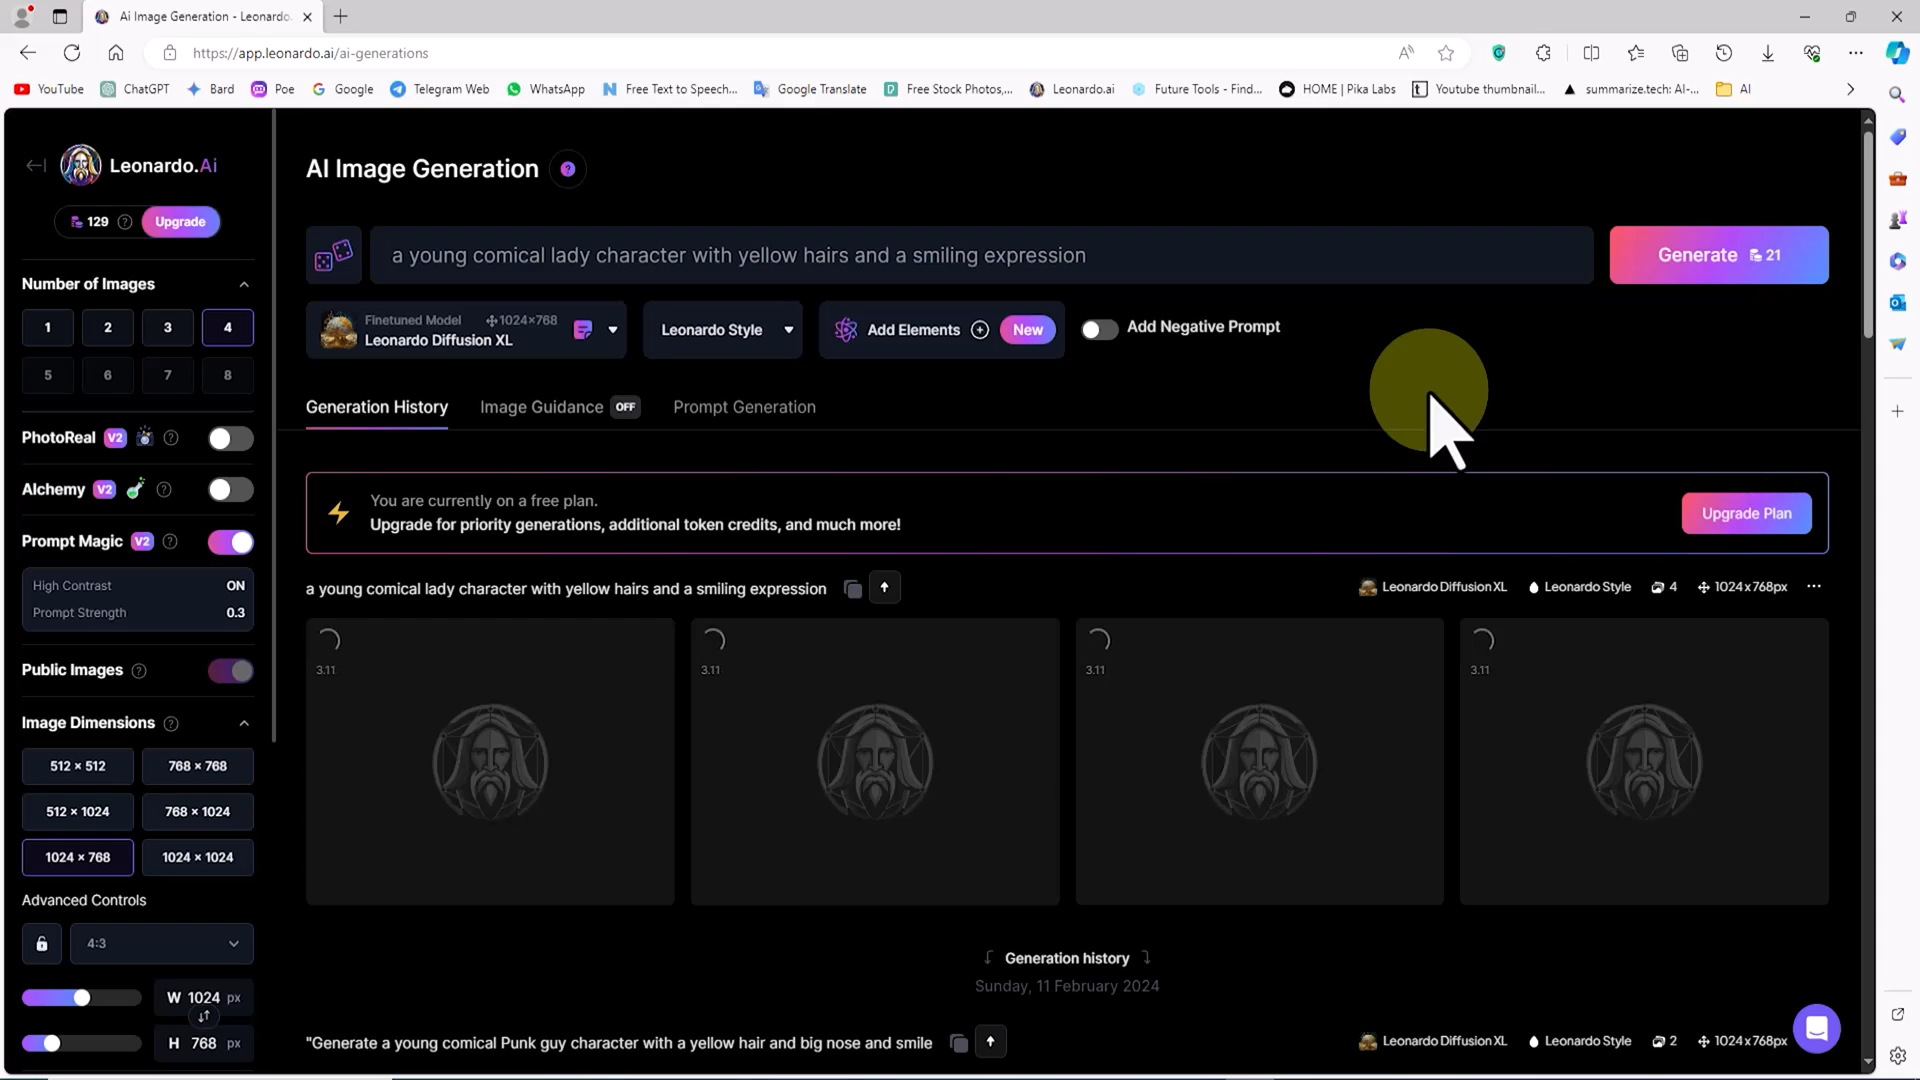 Ai Image Generation - Leonardo.
https://app.leonardo.ai/ai-generations
YouTube ChatGPT Bard Poe Google Telegram Web WhatsApp Free Text to Speech... Google Translate Free Stock Photos,... Leonardo.ai Future Tools - Find... HOME | Pika Labs Youtube thumbnail... summarize.tech: AI-... AI
Leonardo.Ai
129 Upgrade
Number of Images
1 2 3 4
5 6 7 8
PhotoReal V2
Alchemy V2
Prompt Magic V2
High Contrast ON
Prompt Strength 0.3
Public Images
Image Dimensions
512 × 512 768 × 768
512 × 1024 768 × 1024
1024 × 768 1024 × 1024
Advanced Controls
4:3
W 1024 px
H 768 px
AI Image Generation ?
a young comical lady character with yellow hairs and a smiling expression
Generate 21
Finetuned Model 1024×768
Leonardo Diffusion XL
Leonardo Style
Add Elements New
Add Negative Prompt
Generation History Image Guidance OFF Prompt Generation
You are currently on a free plan.
Upgrade for priority generations, additional token credits, and much more!
Upgrade Plan
a young comical lady character with yellow hairs and a smiling expression
Leonardo Diffusion XL Leonardo Style 4 1024x768px
3.11 3.11 3.11 3.11
Generation history
Sunday, 11 February 2024
"Generate a young comical Punk guy character with a yellow hair and big nose and smile
Leonardo Diffusion XL Leonardo Style 2 1024x768px